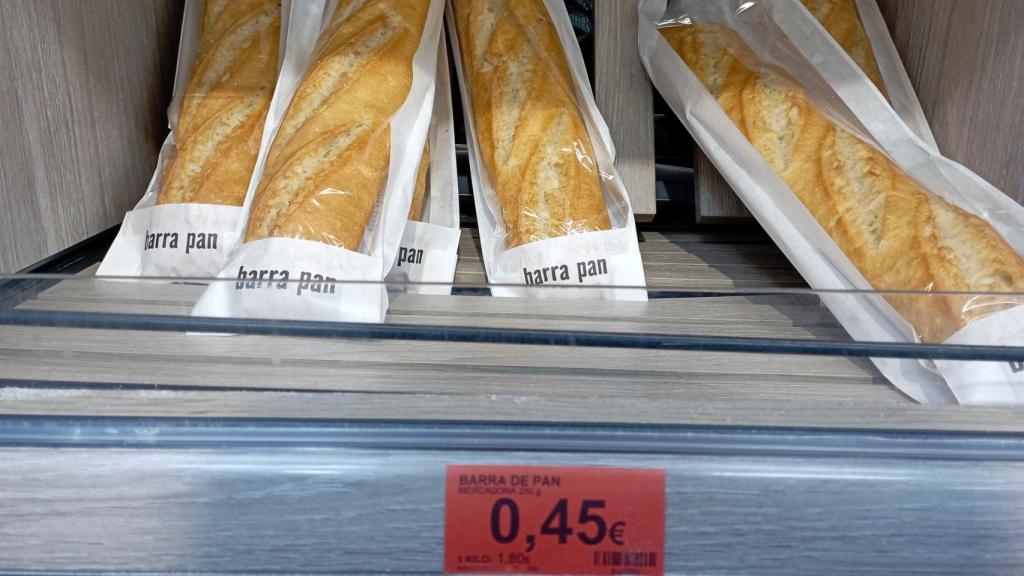 barra pan
barra pan
pan
barra pan
BARRA DE PAN
MERCADONA 250 g
0,45€
1 KILO: 1,80€